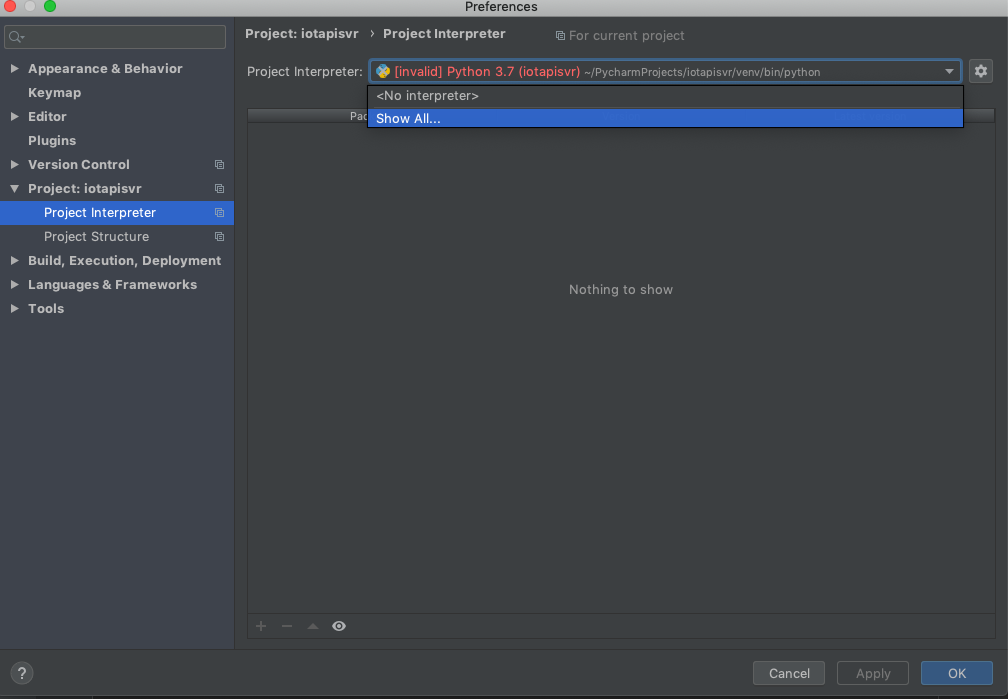 Preferences
Project: iotapisvr › Project Interpreter For current project
Project Interpreter: [invalid] Python 3.7 (iotapisvr) ~/PycharmProjects/iotapisvr/venv/bin/python
<No interpreter>
Show All...
Pac
Appearance & Behavior
Keymap
Editor
Plugins
Version Control
Project: iotapisvr
Project Interpreter
Project Structure
Build, Execution, Deployment
Languages & Frameworks
Tools
Nothing to show
?
Cancel
Apply
OK